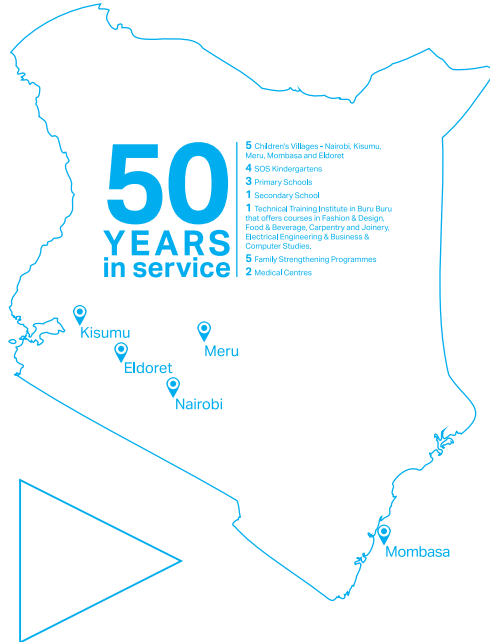 50
YEARS
in service
5 Children's Villages - Nairobi, Kisumu,
Meru, Mombasa and Eldoret
4 SOS Kindergartens
3 Primary Schools
1 Secondary School
1 Technical Training Institute in Buru Buru
that offers courses in Fashion & Design,
Food & Beverage, Carpentry and Joinery,
Electrical Engineering & Business &
Computer Studies.
5 Family Strengthening Programmes
2 Medical Centres
Kisumu
Meru
Eldoret
Nairobi
Mombasa